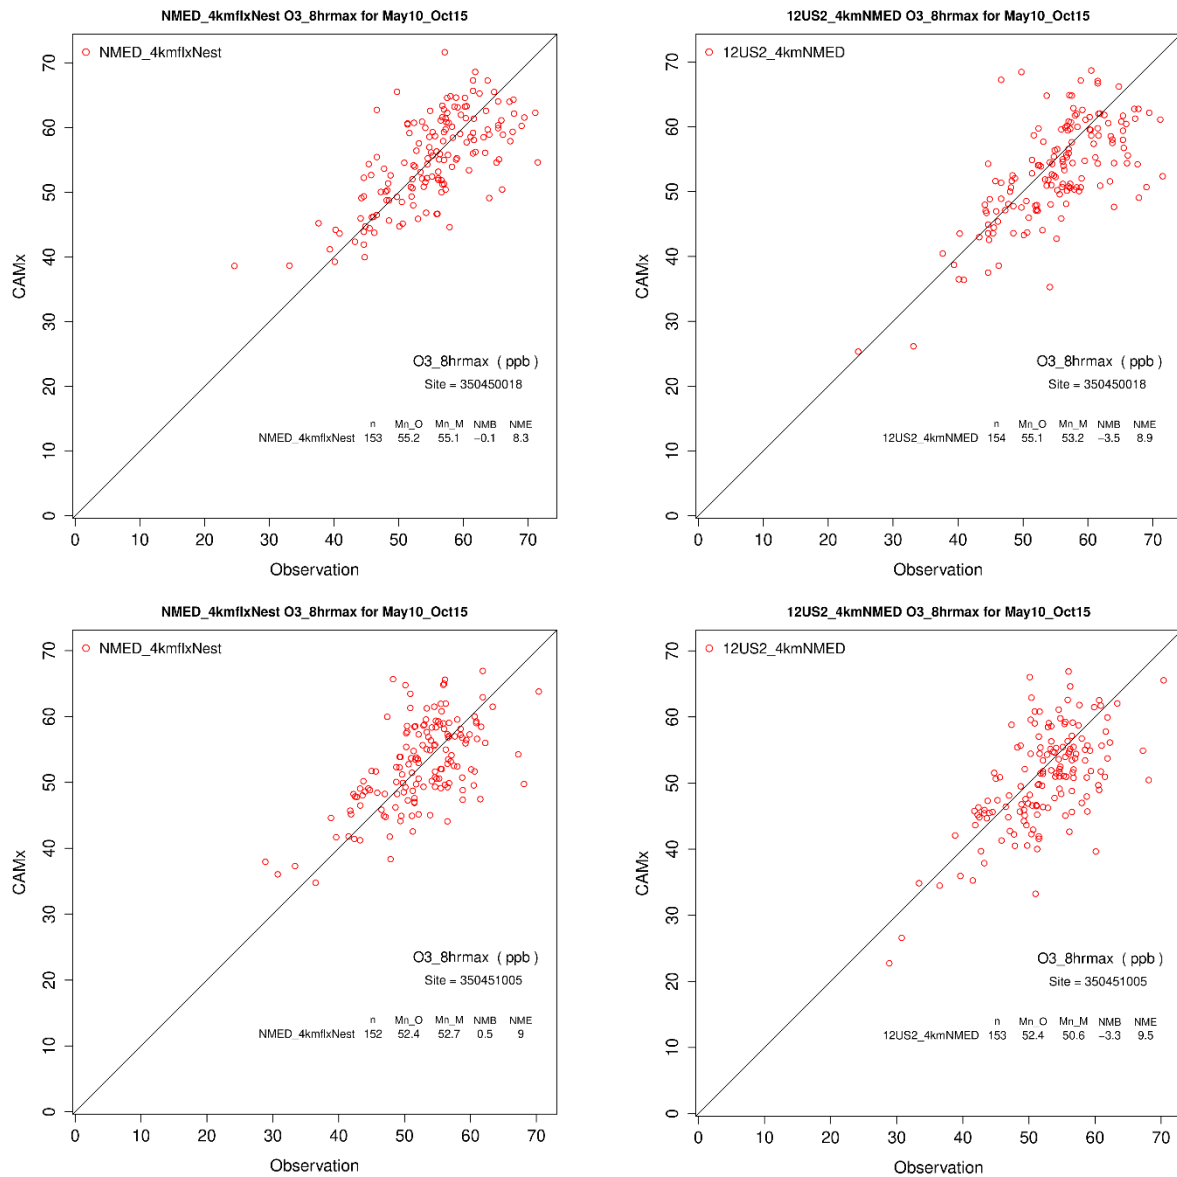 NMED_4kmflxNest O3_8hrmax for May10_Oct15
NMED_4kmflxNest
CAMx
0 10 20 30 40 50 60 70
O3_8hrmax ( ppb )
Site = 350450018
n Mn_O Mn_M NMB NME
NMED_4kmflxNest 153 55.2 55.1 −0.1 8.3
0 10 20 30 40 50 60 70
Observation
12US2_4kmNMED O3_8hrmax for May10_Oct15
12US2_4kmNMED
CAMx
0 10 20 30 40 50 60 70
O3_8hrmax ( ppb )
Site = 350450018
n Mn_O Mn_M NMB NME
12US2_4kmNMED 154 55.1 53.2 −3.5 8.9
0 10 20 30 40 50 60 70
Observation
NMED_4kmflxNest O3_8hrmax for May10_Oct15
NMED_4kmflxNest
CAMx
0 10 20 30 40 50 60 70
O3_8hrmax ( ppb )
Site = 350451005
n Mn_O Mn_M NMB NME
NMED_4kmflxNest 152 52.4 52.7 0.5 9
0 10 20 30 40 50 60 70
Observation
12US2_4kmNMED O3_8hrmax for May10_Oct15
12US2_4kmNMED
CAMx
0 10 20 30 40 50 60 70
O3_8hrmax ( ppb )
Site = 350451005
n Mn_O Mn_M NMB NME
12US2_4kmNMED 153 52.4 50.6 −3.3 9.5
0 10 20 30 40 50 60 70
Observation